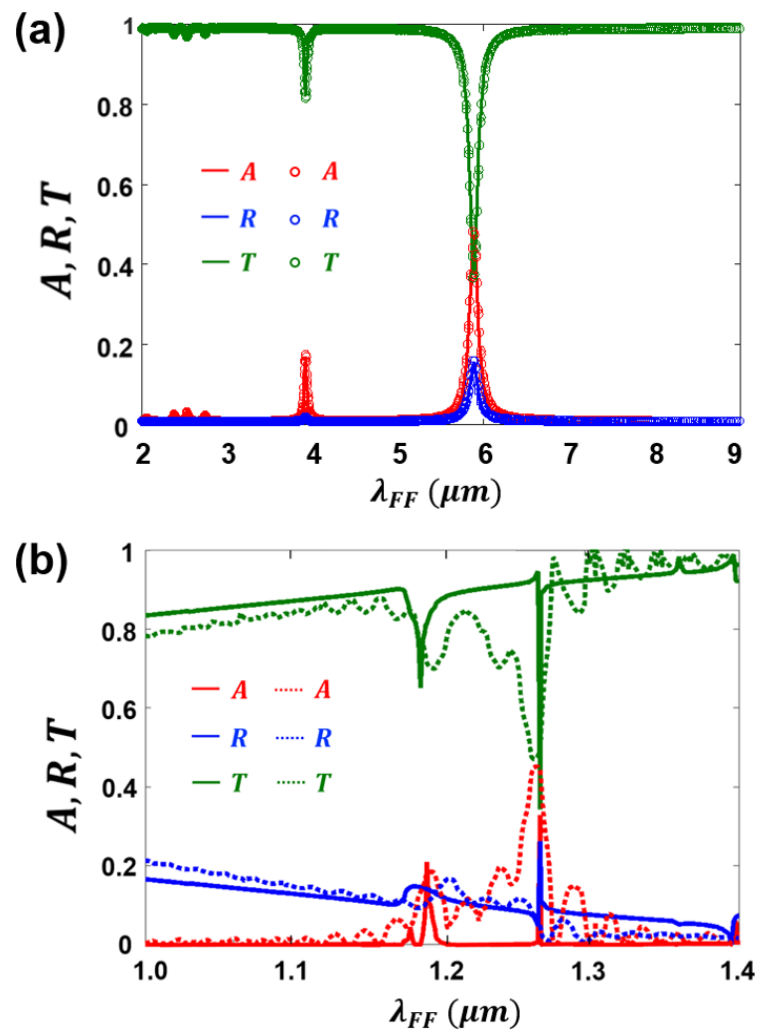 (a)
1
0.8
0.6
0.4
0.2
0
A, R, T
A A
R R
T T
2 3 4 5 6 7 8 9
λFF (μm)
(b)
1
0.8
0.6
0.4
0.2
0
A, R, T
A A
R R
T T
1.0 1.1 1.2 1.3 1.4
λFF (μm)